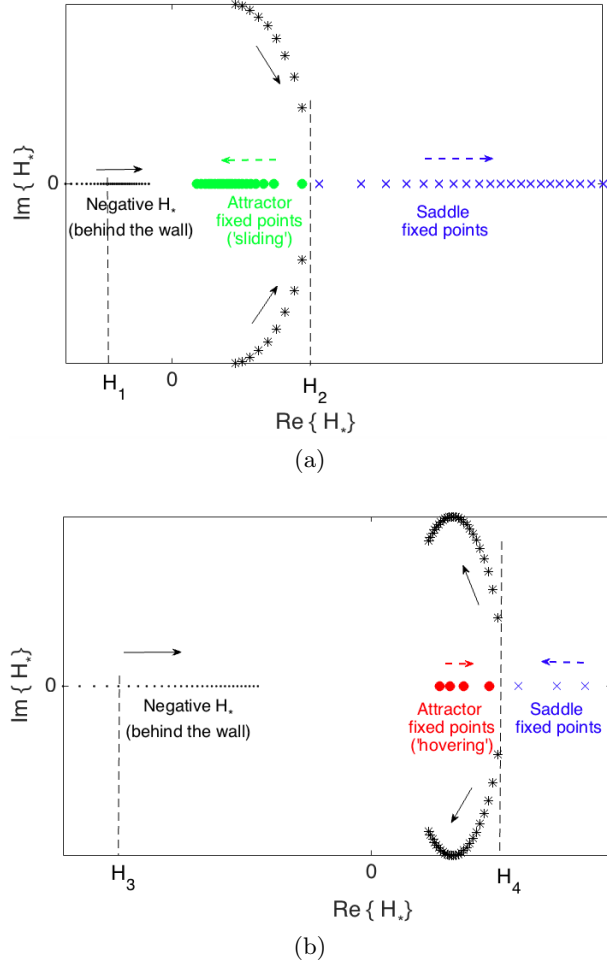 Im{ H* }
0
Negative H*
(behind the wall)
Attractor
fixed points
('sliding')
Saddle
fixed points
H1
0
H2
Re{ H* }
(a)
Im{ H* }
0
Negative H*
(behind the wall)
Attractor
fixed points
('hovering')
Saddle
fixed points
H3
0
H4
Re{ H* }
(b)